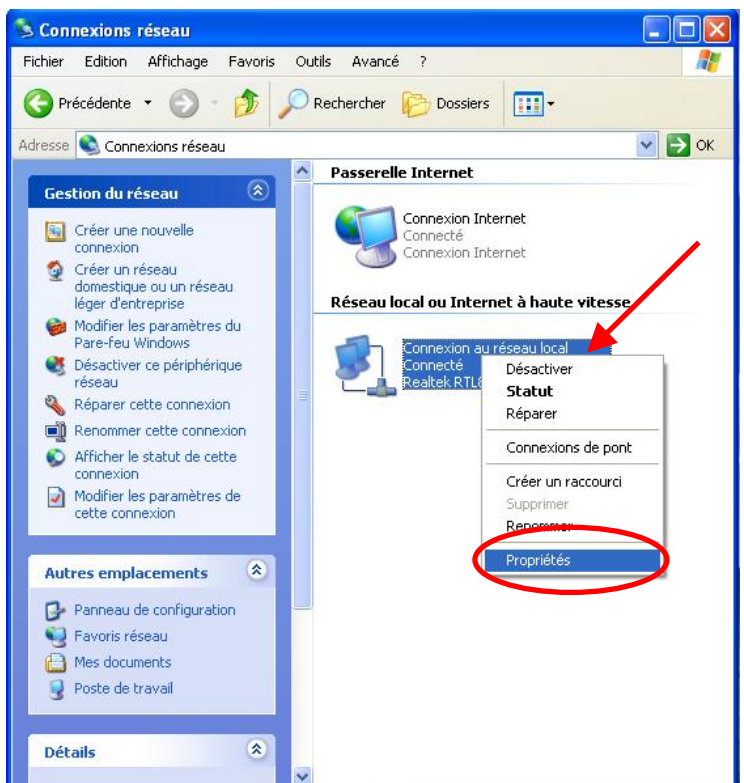 Connexions réseau
Fichier Edition Affichage Favoris Outils Avancé ?
Précédente Rechercher Dossiers
Adresse Connexions réseau OK
Gestion du réseau
Créer une nouvelle
connexion
Créer un réseau
domestique ou un réseau
léger d'entreprise
Modifier les paramètres du
Pare-feu Windows
Désactiver ce périphérique
réseau
Réparer cette connexion
Renommer cette connexion
Afficher le statut de cette
connexion
Modifier les paramètres de
cette connexion
Autres emplacements
Panneau de configuration
Favoris réseau
Mes documents
Poste de travail
Détails
Passerelle Internet
Connexion Internet
Connecté
Connexion Internet
Réseau local ou Internet à haute vitesse
Connexion au réseau local
Connecté
Realtek
Désactiver
Statut
Réparer
Connexions de pont
Créer un raccourci
Supprimer
Renommer
Propriétés